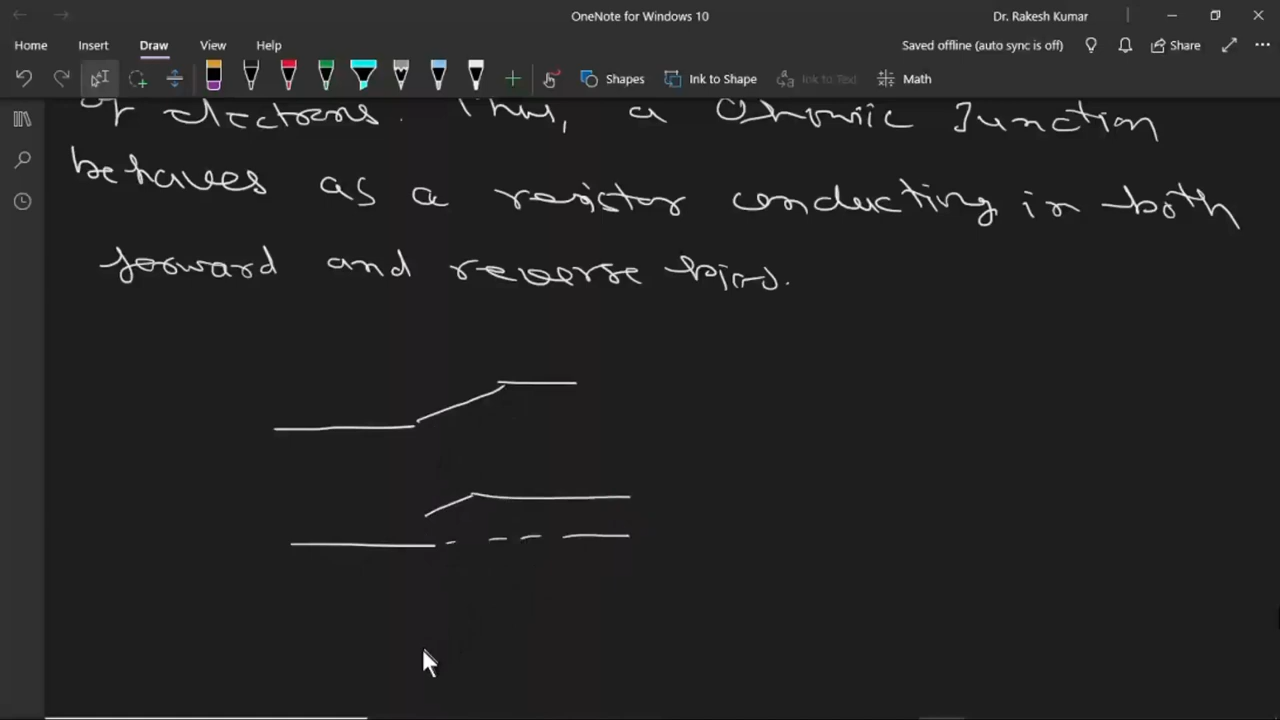 OneNote for Windows 10
Dr. Rakesh Kumar
Home Insert Draw View Help
Saved offline (auto sync is off)
Share
Shapes
Ink to Shape
Ink to Text
Math
of electrons. Thus, a Ohmic Junction
behaves as a resistor conducting in both
forward and reverse bias.